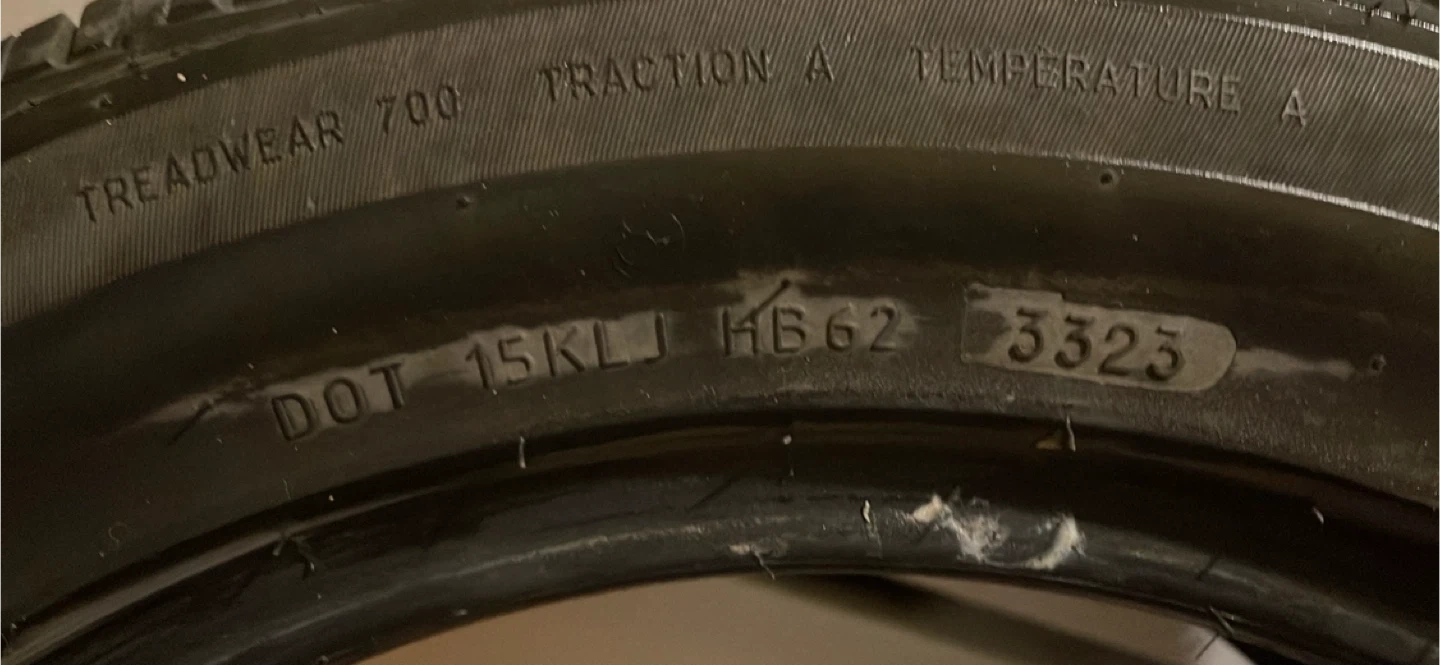 TREADWEAR 700 TRACTION A TEMPERATURE A
DOT 15KLJ HB62 3323